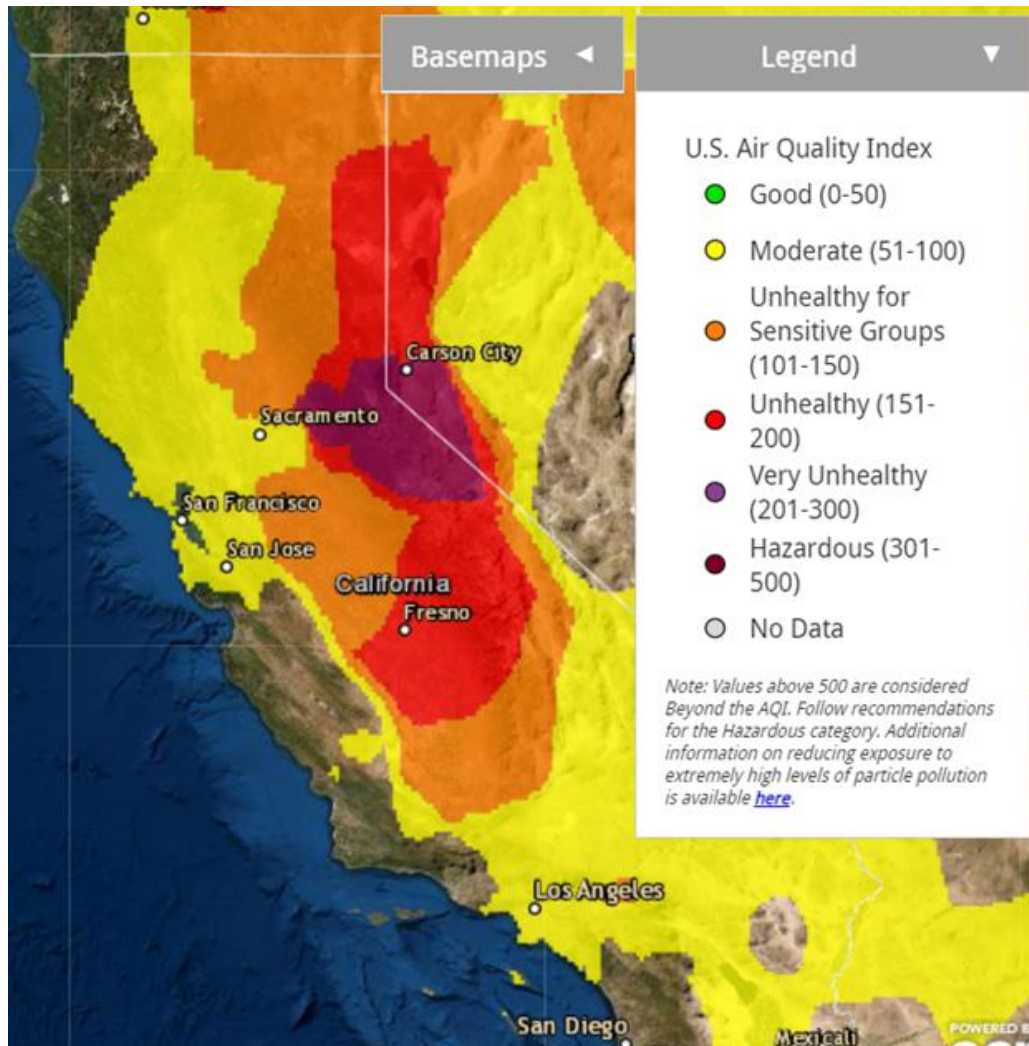 Basemaps
Legend
U.S. Air Quality Index
Good (0-50)
Moderate (51-100)
Unhealthy for
Sensitive Groups
(101-150)
Unhealthy (151-
200)
Very Unhealthy
(201-300)
Hazardous (301-
500)
No Data
Note: Values above 500 are considered
Beyond the AQI. Follow recommendations
for the Hazardous category. Additional
information on reducing exposure to
extremely high levels of particle pollution
is available here.
Carson City
Sacramento
San Francisco
San Jose
California
Fresno
Los Angeles
San Diego
Mexicali
POWERED BY